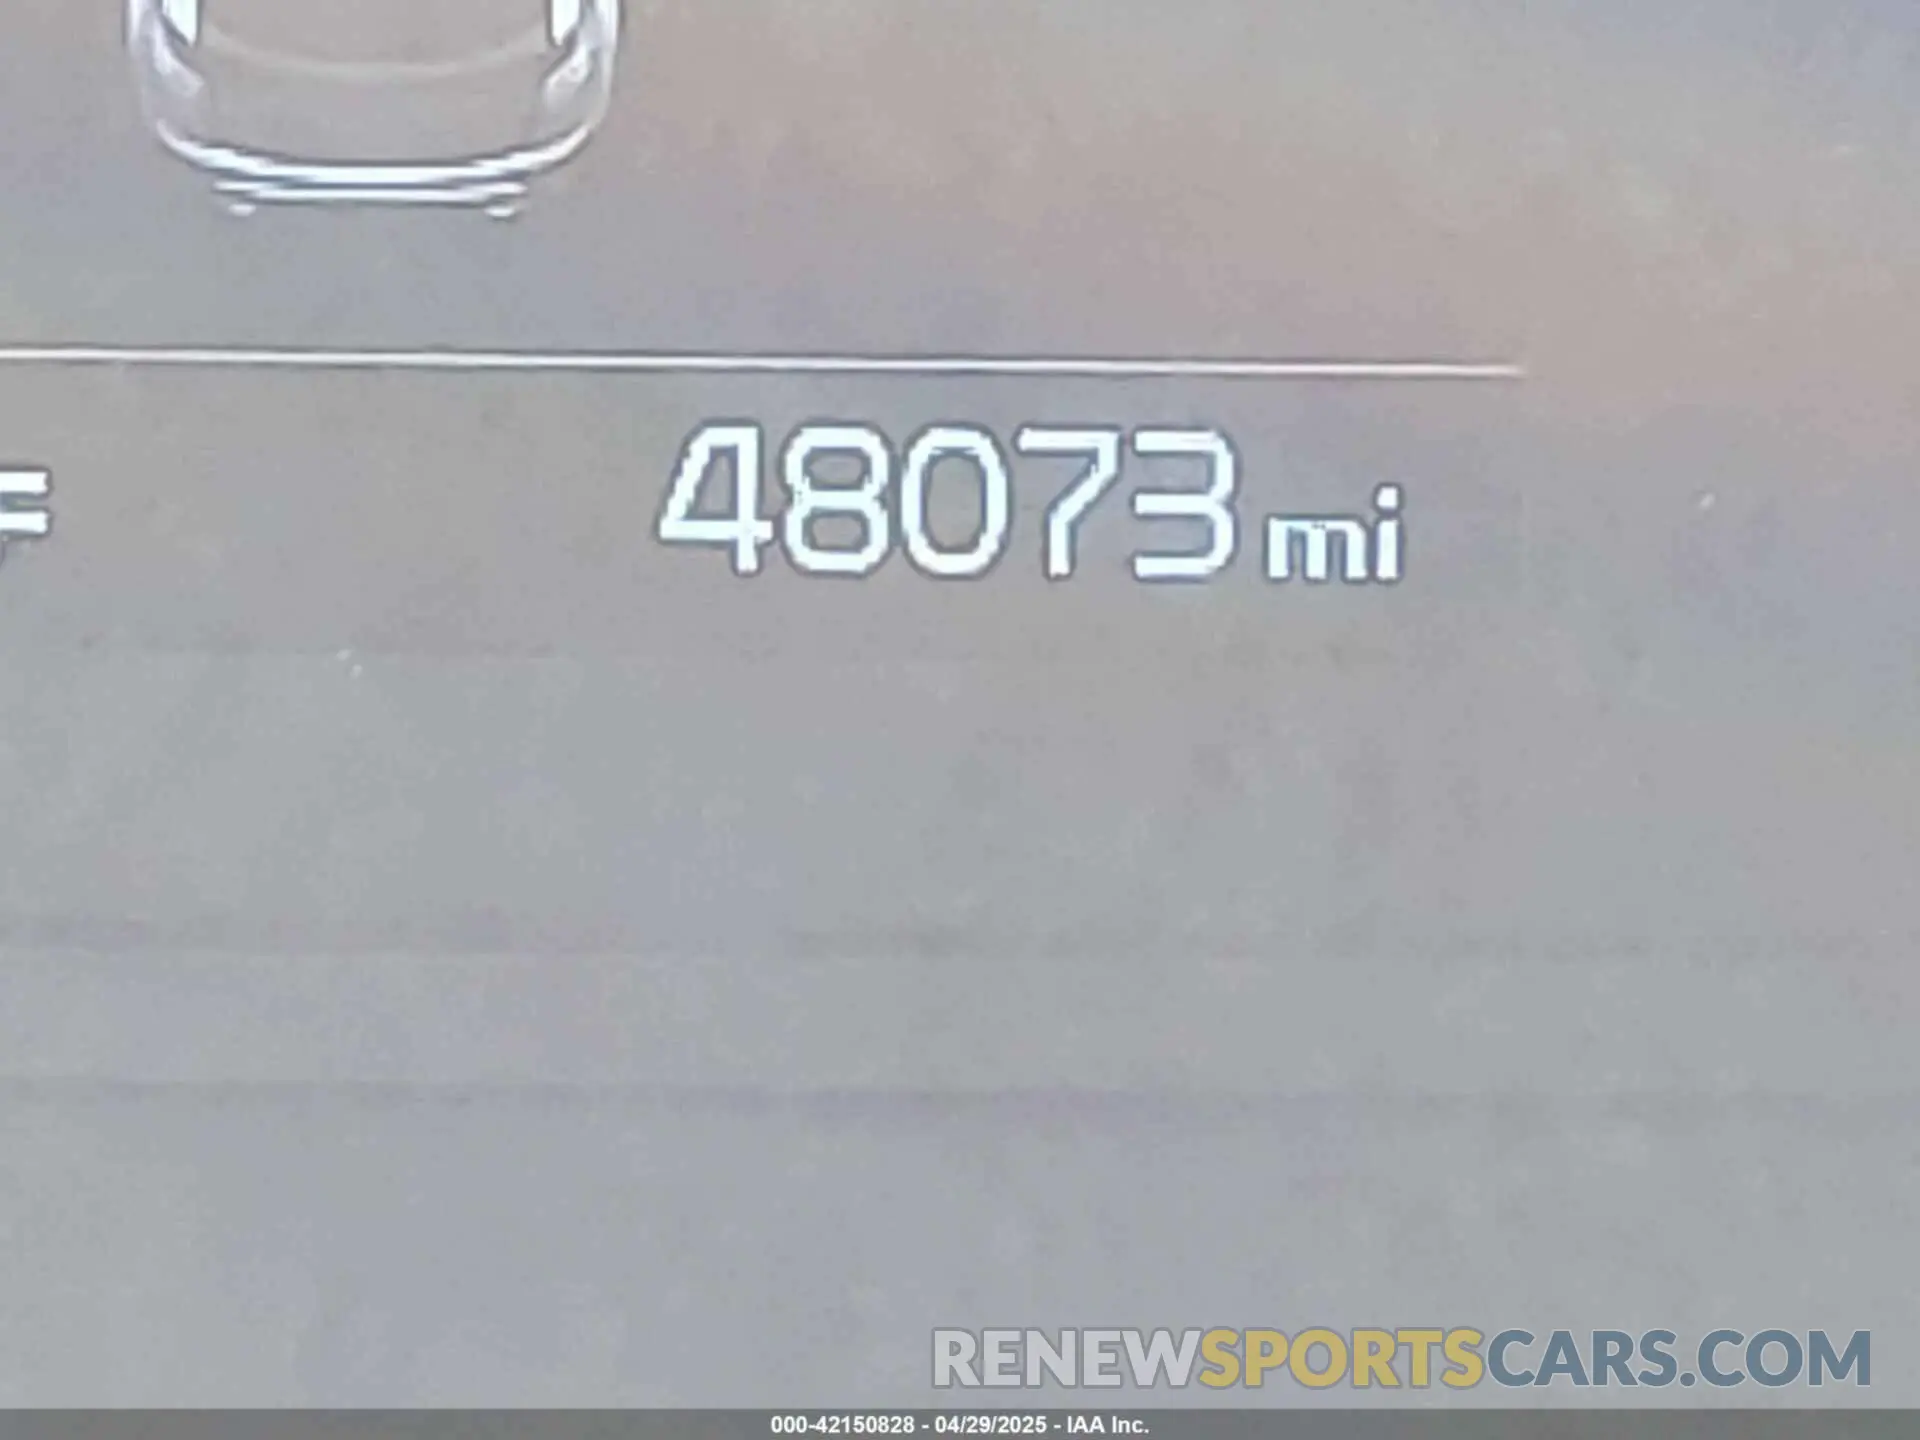 48073 mi
RENEWSPORTSCARS.COM
000-42150828 - 04/29/2025 - IAA Inc.